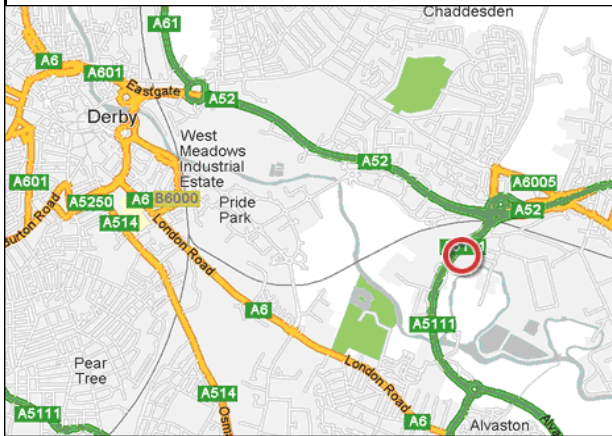 Chaddesden
A61
A6
A601
Eastgate
A52
Derby
West
Meadows
Industrial
Estate
A52
A601
A6005
A5250
A6
B6000
Pride
Park
A52
A514
Burton Road
London Road
A6
A5111
Pear
Tree
London Road
A514
A5111
A6
Alvaston